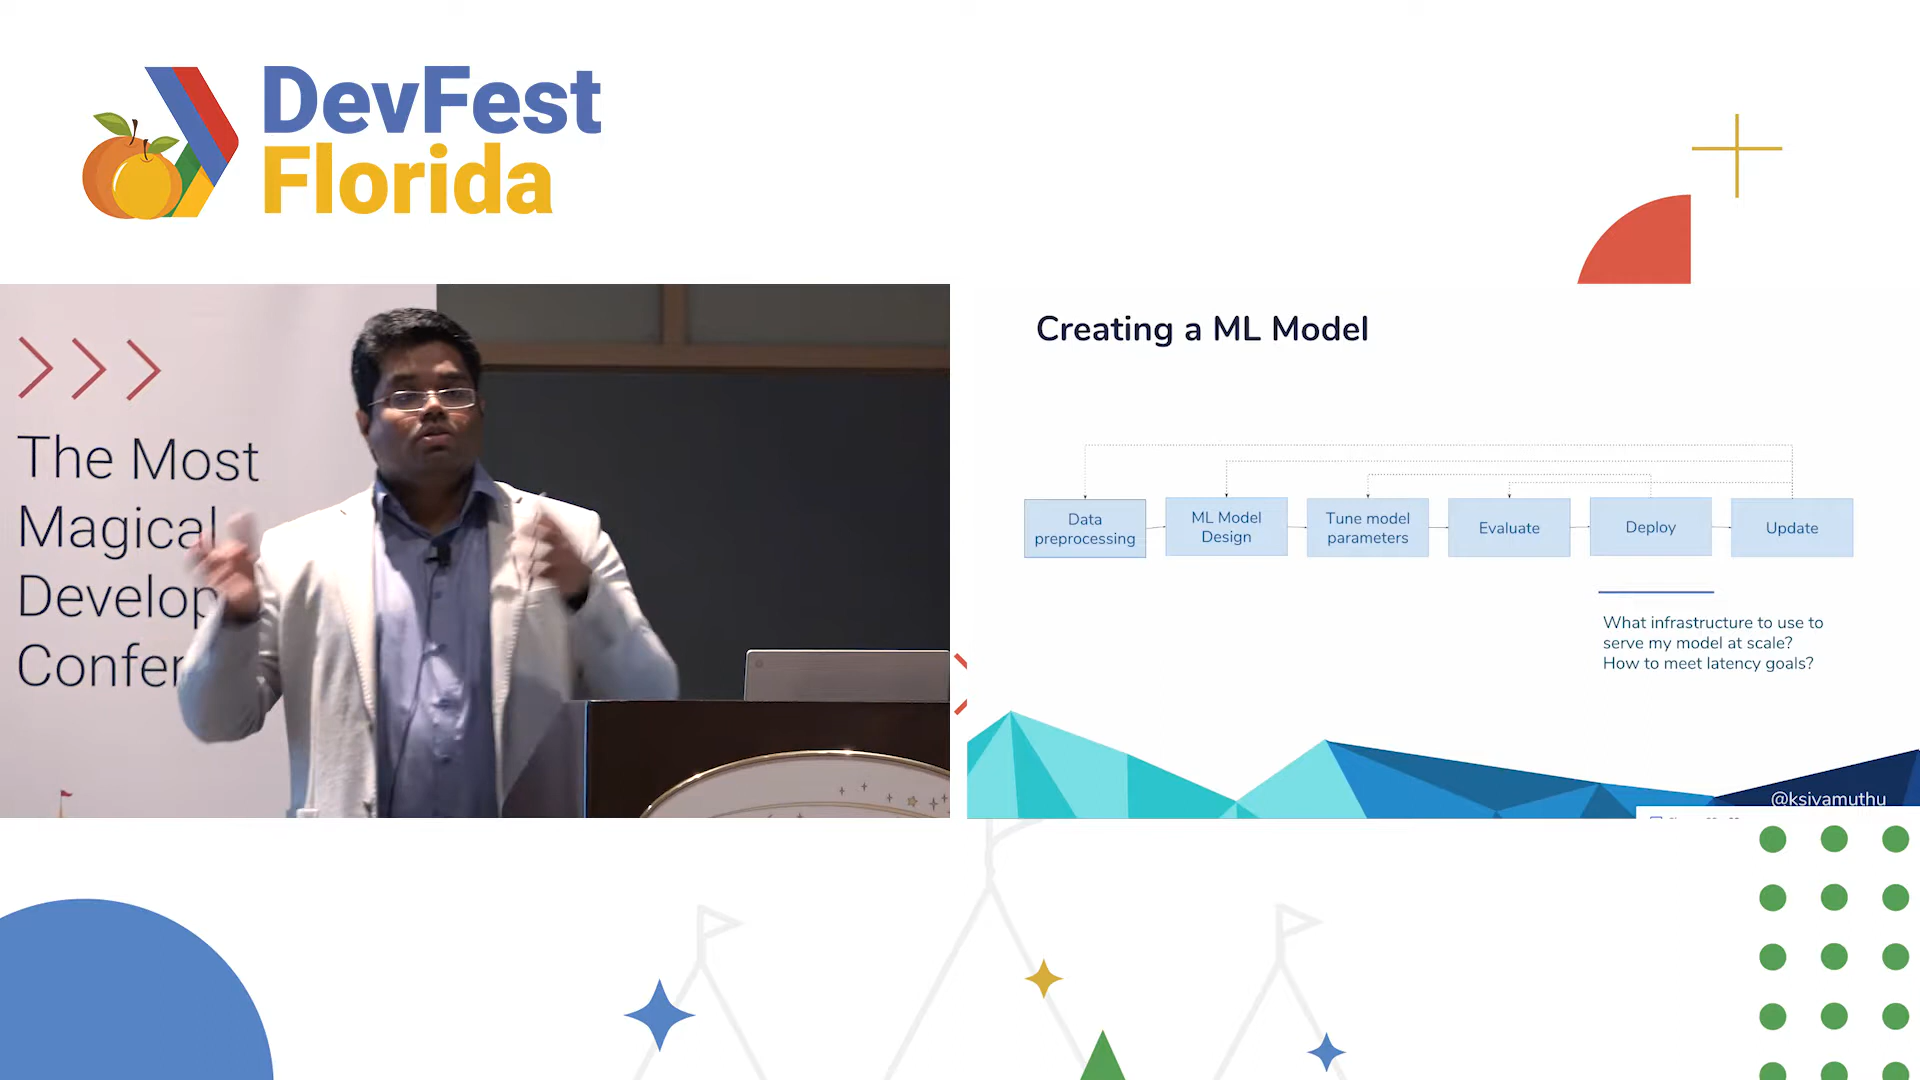 DevFest
Florida
The Most
Magical
Develop
Confer
Creating a ML Model
Data
preprocessing
ML Model
Design
Tune model
parameters
Evaluate
Deploy
Update
What infrastructure to use to
serve my model at scale?
How to meet latency goals?
@ksivamuthu